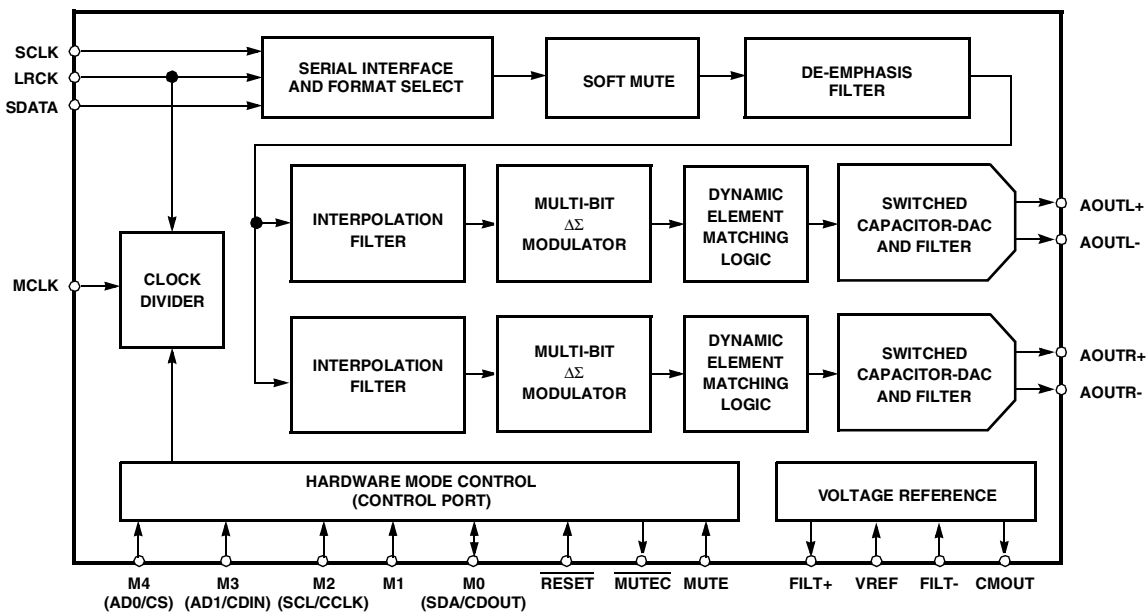 SCLK
LRCK
SDATA
SERIAL INTERFACE
AND FORMAT SELECT
SOFT MUTE
DE-EMPHASIS
FILTER
INTERPOLATION
FILTER
MULTI-BIT
ΔΣ
MODULATOR
DYNAMIC
ELEMENT
MATCHING
LOGIC
SWITCHED
CAPACITOR-DAC
AND FILTER
AOUTL+
AOUTL-
MCLK
CLOCK
DIVIDER
INTERPOLATION
FILTER
MULTI-BIT
ΔΣ
MODULATOR
DYNAMIC
ELEMENT
MATCHING
LOGIC
SWITCHED
CAPACITOR-DAC
AND FILTER
AOUTR+
AOUTR-
HARDWARE MODE CONTROL
(CONTROL PORT)
VOLTAGE REFERENCE
M4
(AD0/CS)
M3
(AD1/CDIN)
M2
(SCL/CCLK)
M1
M0
(SDA/CDOUT)
RESET
MUTEC
MUTE
FILT+
VREF
FILT-
CMOUT